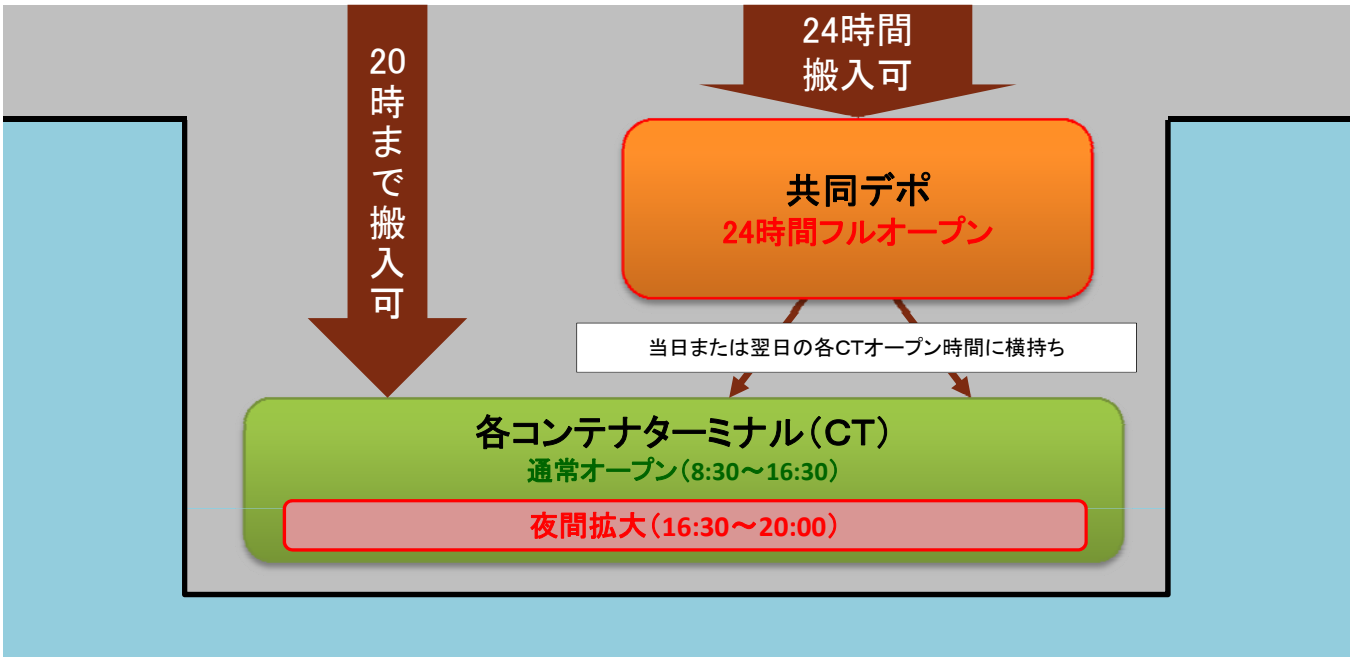 20時まで搬入可
24時間
搬入可
共同デポ
24時間フルオープン
当日または翌日の各CTオープン時間に横持ち
各コンテナターミナル(CT)
通常オープン(8:30～16:30)
夜間拡大(16:30～20:00)